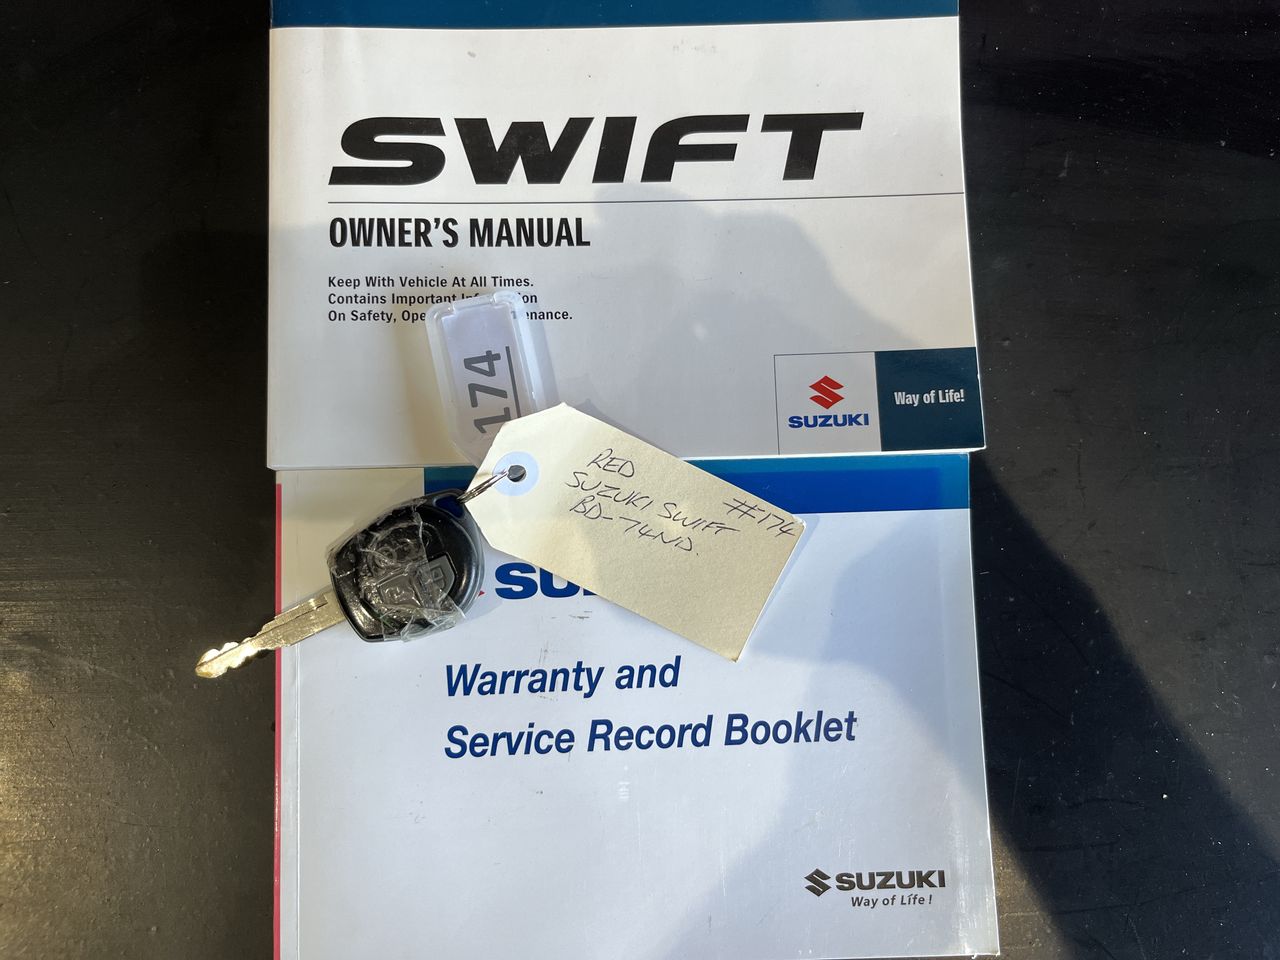 SWIFT
OWNER'S MANUAL
Keep With Vehicle At All Times.
Contains Important
On Safety,
174
SUZUKI
Way of Life!
RED
SUZUKI SWIFT
BD-74ND.
#174
Warranty and
Service Record Booklet
SUZUKI
Way of Life!